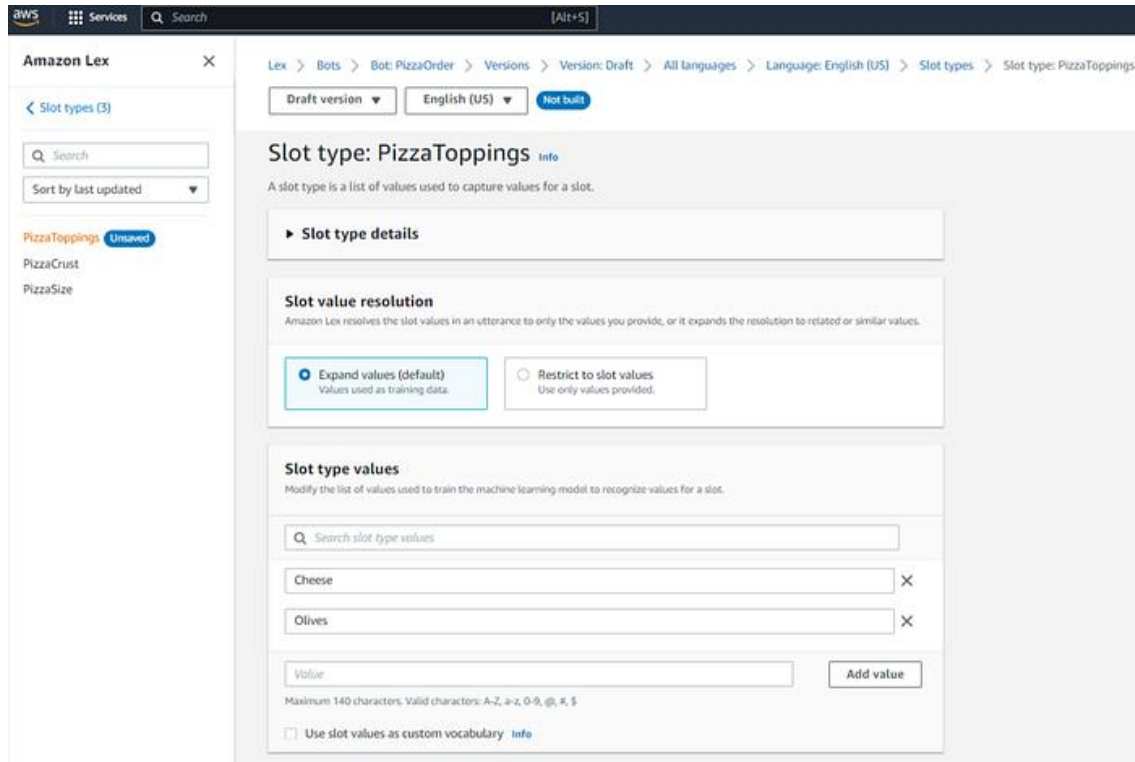 aws Services Search [Alt+S]
Amazon Lex
Slot types (3)
Search
Sort by last updated
PizzaToppings Unsaved
PizzaCrust
PizzaSize
Lex > Bots > Bot: PizzaOrder > Versions > Version: Draft > All languages > Language: English (US) > Slot types > Slot type: PizzaToppings
Draft version English (US) Not built
Slot type: PizzaToppings Info
A slot type is a list of values used to capture values for a slot.
Slot type details
Slot value resolution
Amazon Lex resolves the slot values in an utterance to only the values you provide, or it expands the resolution to related or similar values.
Expand values (default)
Values used as training data.
Restrict to slot values
Use only values provided.
Slot type values
Modify the list of values used to train the machine learning model to recognize values for a slot.
Search slot type values
Cheese
Olives
Value Add value
Maximum 140 characters. Valid characters: A-Z, a-z, 0-9, @, #, $
Use slot values as custom vocabulary Info